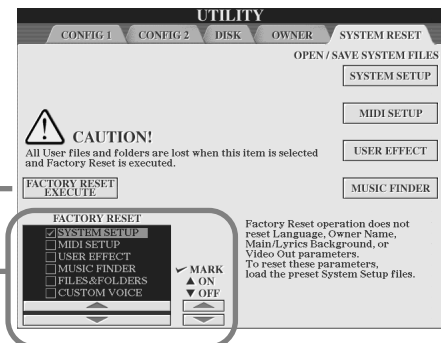 UTILITY
CONFIG 1 CONFIG 2 DISK OWNER SYSTEM RESET
OPEN / SAVE SYSTEM FILES
SYSTEM SETUP
MIDI SETUP
USER EFFECT
MUSIC FINDER
CAUTION!
All User files and folders are lost when this item is selected
and Factory Reset is executed.
FACTORY RESET
EXECUTE
FACTORY RESET
SYSTEM SETUP
MIDI SETUP
USER EFFECT
MUSIC FINDER
FILES&FOLDERS
CUSTOM VOICE
MARK
▲ ON
▼ OFF
Factory Reset operation does not
reset Language, Owner Name,
Main/Lyrics Background, or
Video Out parameters.
To reset these parameters,
load the preset System Setup files.